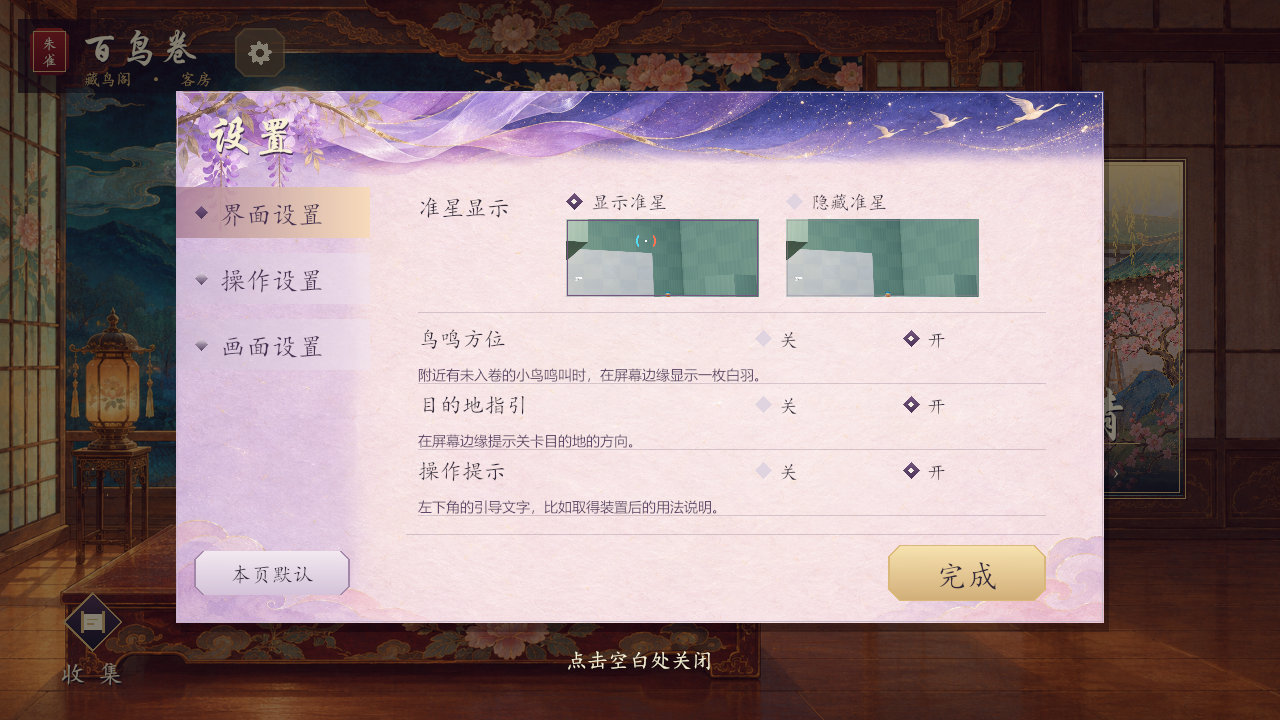 朱雀
百鸟卷
藏鸟阁 • 客房
设置
界面设置
操作设置
画面设置
准星显示
显示准星
隐藏准星
鸟鸣方位
关
开
附近有未入卷的小鸟鸣叫时，在屏幕边缘显示一枚白羽。
目的地指引
关
开
在屏幕边缘提示关卡目的地的方向。
操作提示
关
开
左下角的引导文字，比如取得装置后的用法说明。
本页默认
完成
收集
点击空白处关闭